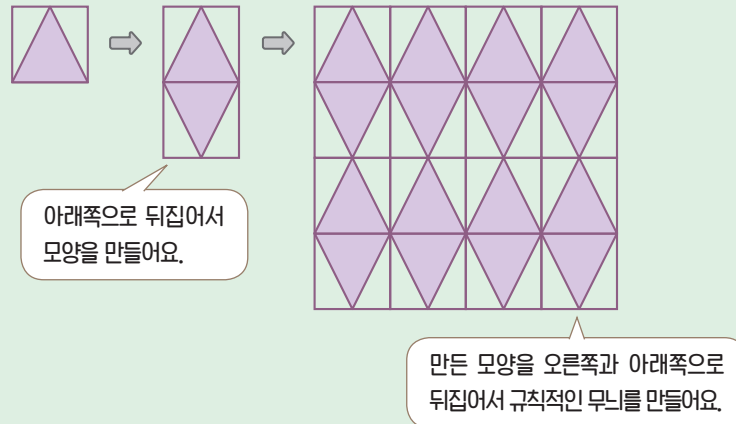 아래쪽으로 뒤집어서
모양을 만들어요.
만든 모양을 오른쪽과 아래쪽으로
뒤집어서 규칙적인 무늬를 만들어요.